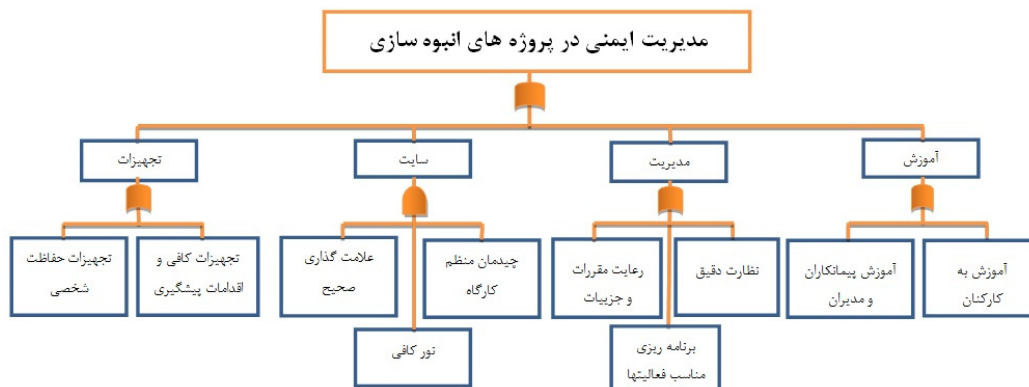 مدیریت ایمنی در پروژه های انبوه سازی
آموزش
مدیریت
سایت
تجهیزات
آموزش به
کارکنان
آموزش پیمانکاران
و مدیران
نظارت دقیق
رعایت مقررات
و جزییات
چیدمان منظم
کارگاه
علامت گذاری
صحیح
تجهیزات کافی و
اقدامات پیشگیری
تجهیزات حفاظت
شخصی
برنامه ریزی
مناسب فعالیتها
نور کافی